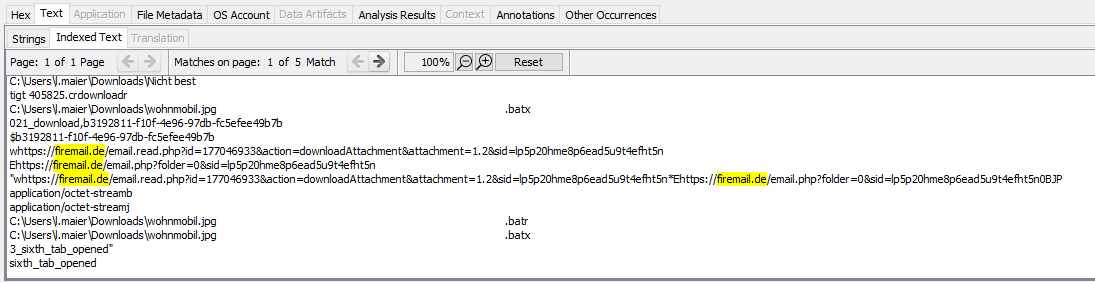 Hex Text Application File Metadata OS Account Data Artifacts Analysis Results Context Annotations Other Occurrences
Strings Indexed Text Translation
Page: 1 of 1 Page Matches on page: 1 of 5 Match 100% Reset
C:\Users\l.maier\Downloads\Nicht best
tigt 405825.crdownloadr
C:\Users\l.maier\Downloads\wohnmobil.jpg .batx
021_download,b3192811-f10f-4e96-97db-fc5efee49b7b
$b3192811-f10f-4e96-97db-fc5efee49b7b
whttps://firemail.de/email.read.php?id=177046933&action=downloadAttachment&attachment=1.2&sid=lp5p20hme8p6ead5u9t4efht5n
Ehttps://firemail.de/email.php?folder=0&sid=lp5p20hme8p6ead5u9t4efht5n
"whttps://firemail.de/email.read.php?id=177046933&action=downloadAttachment&attachment=1.2&sid=lp5p20hme8p6ead5u9t4efht5n*Ehttps://firemail.de/email.php?folder=0&sid=lp5p20hme8p6ead5u9t4efht5n0BJP
application/octet-streamb
application/octet-streamj
C:\Users\l.maier\Downloads\wohnmobil.jpg .batr
C:\Users\l.maier\Downloads\wohnmobil.jpg .batx
3_sixth_tab_opened"
sixth_tab_opened